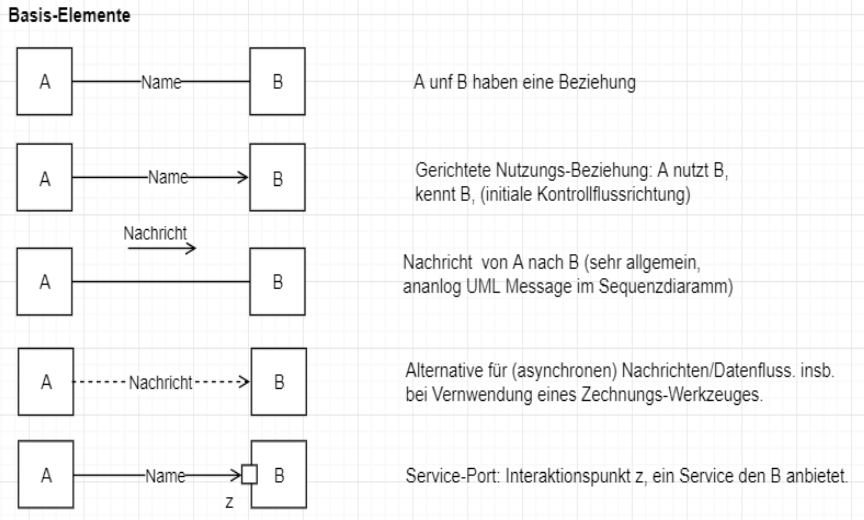 Basis-Elemente
A
Name
B
A unf B haben eine Beziehung
A
Name
B
Gerichtete Nutzungs-Beziehung: A nutzt B,
kennt B, (initiale Kontrollflussrichtung)
Nachricht
A
B
Nachricht von A nach B (sehr allgemein,
ananlog UML Message im Sequenzdiaramm)
A
Nachricht
B
Alternative für (asynchronen) Nachrichten/Datenfluss. insb.
bei Vernwendung eines Zechnungs-Werkzeuges.
A
Name
B
z
Service-Port: Interaktionspunkt z, ein Service den B anbietet.